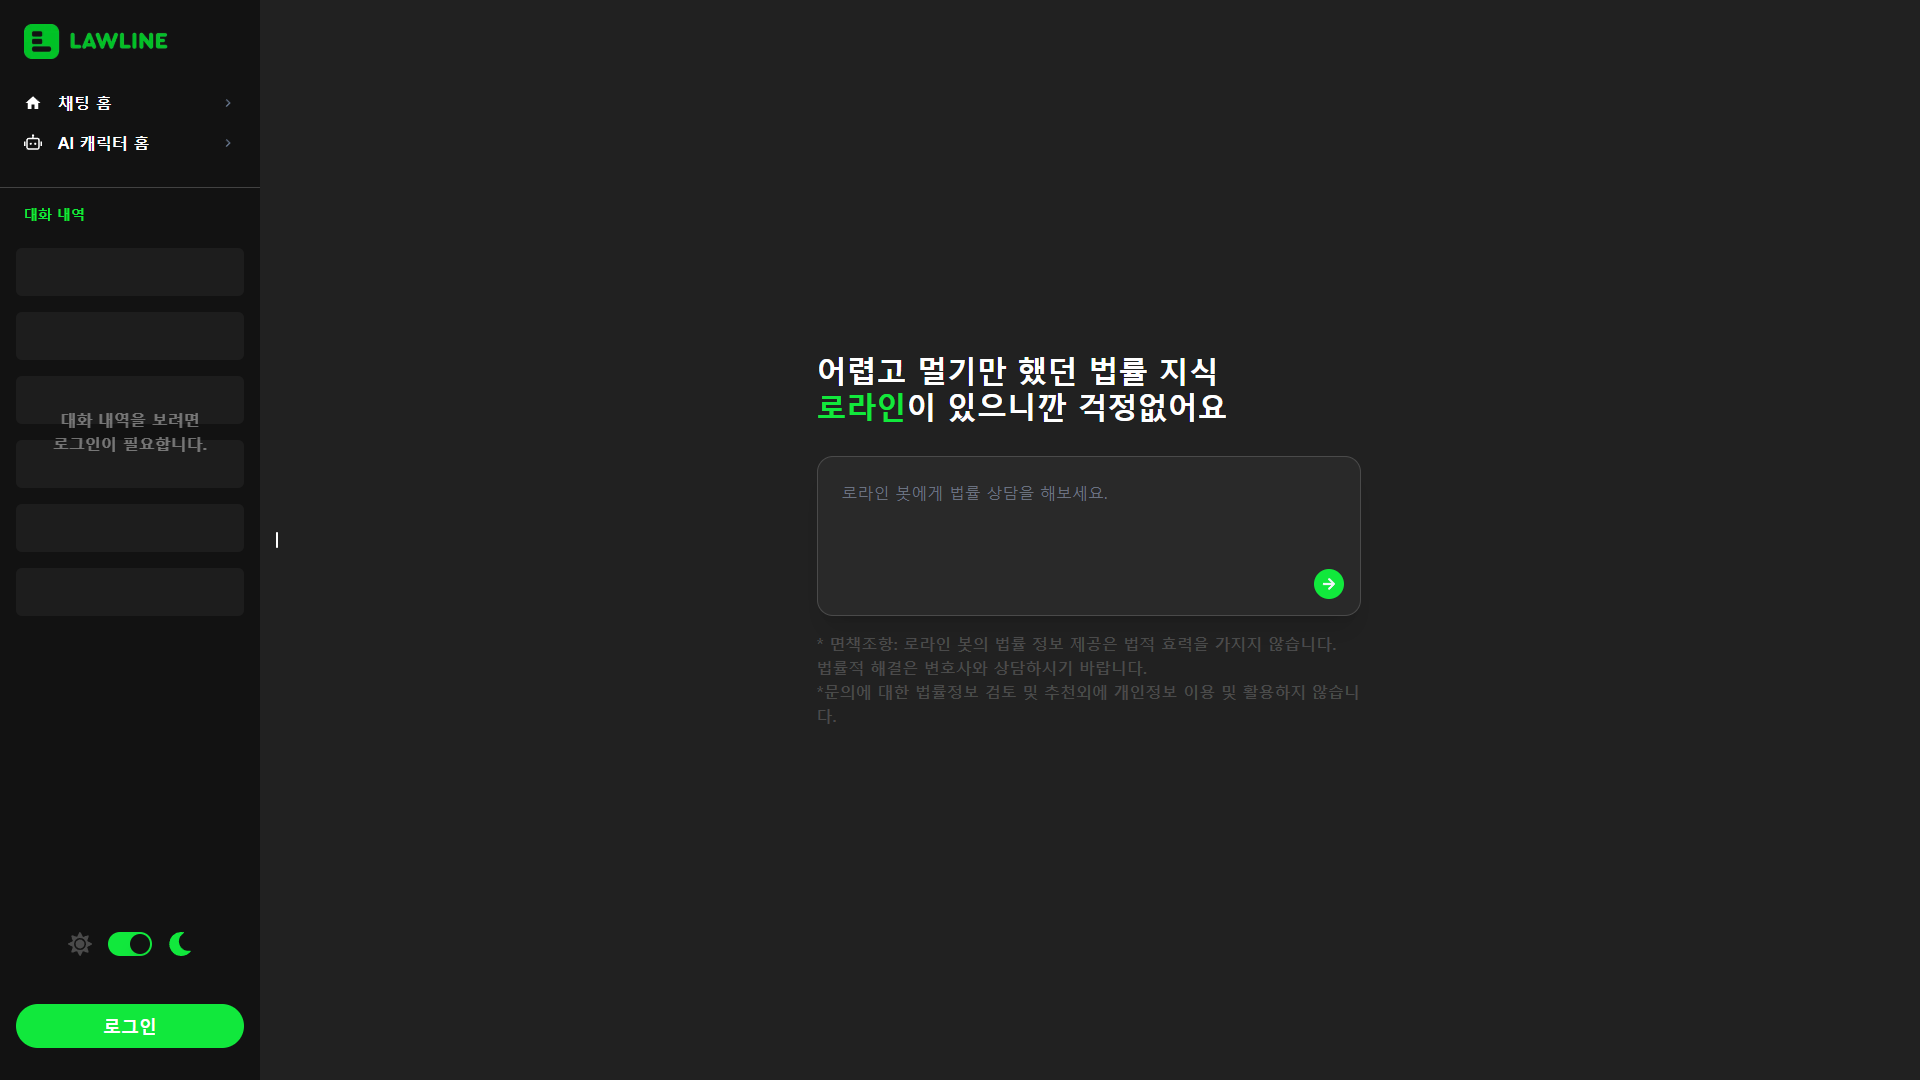 LAWLINE
채팅 홈
AI 캐릭터 홈
대화 내역
대화 내역을 보려면
로그인이 필요합니다.
로그인
어렵고 멀기만 했던 법률 지식
로라인이 있으니깐 걱정없어요
로라인 봇에게 법률 상담을 해보세요.
* 면책조항: 로라인 봇의 법률 정보 제공은 법적 효력을 가지지 않습니다.
법률적 해결은 변호사와 상담하시기 바랍니다.
*문의에 대한 법률정보 검토 및 추천외에 개인정보 이용 및 활용하지 않습니
다.